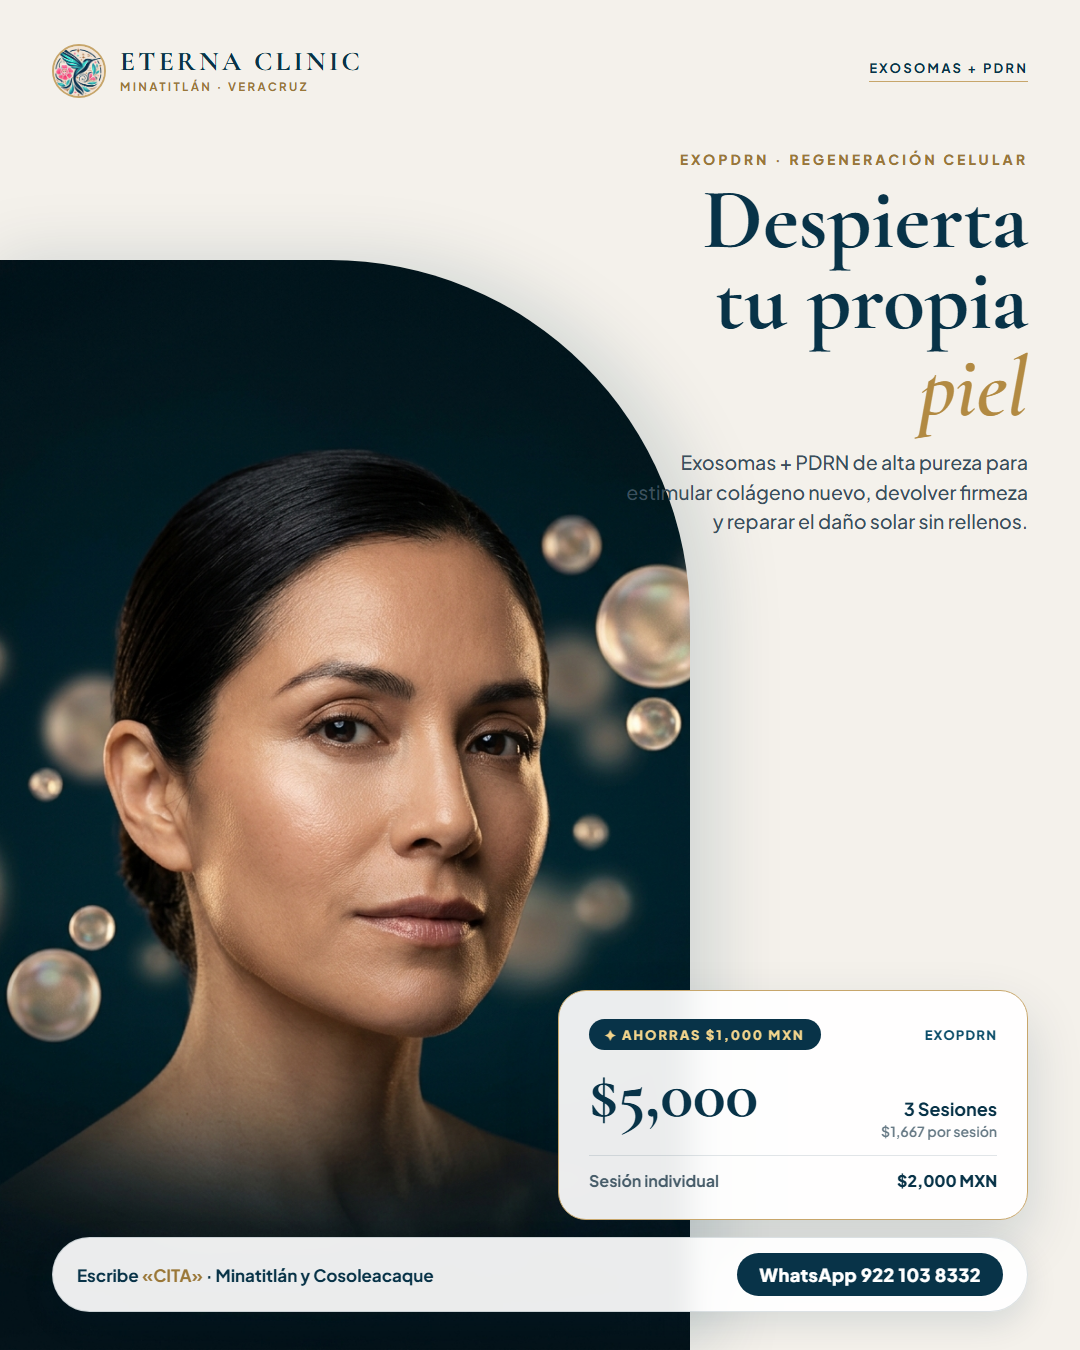 ETERNA CLINIC
MINATITLÁN · VERACRUZ
EXOSOMAS + PDRN
EXOPDRN · REGENERACIÓN CELULAR
Despierta
tu propia
piel
Exosomas + PDRN de alta pureza para
estimular colágeno nuevo, devolver firmeza
y reparar el daño solar sin rellenos.
✦ AHORRAS $1,000 MXN
EXOPDRN
$5,000
3 Sesiones
$1,667 por sesión
Sesión individual
$2,000 MXN
Escribe «CITA» · Minatitlán y Cosoleacaque
WhatsApp 922 103 8332